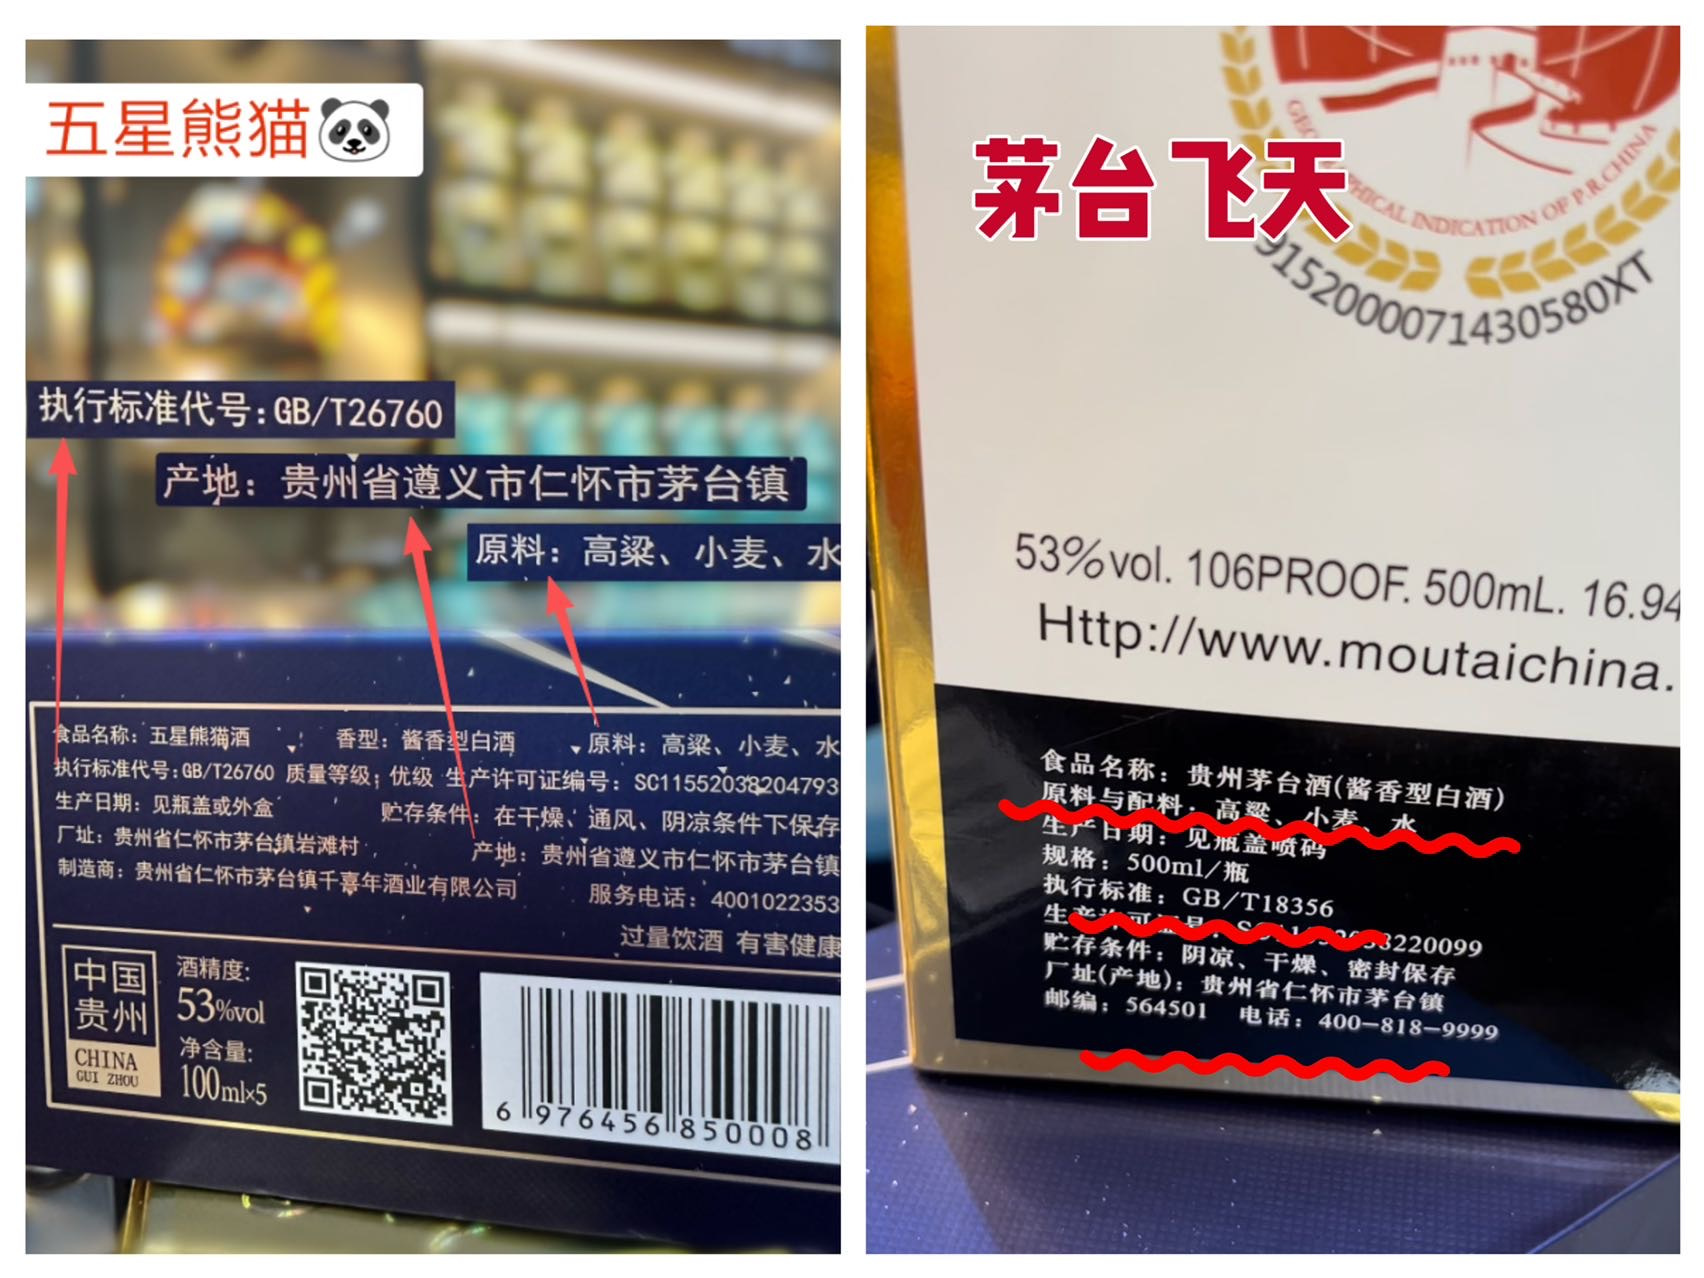 五星熊猫🐼
执行标准代号:GB/T26760
产地：贵州省遵义市仁怀市茅台镇
原料：高粱、小麦、水
食品名称：五星熊猫酒 香型：酱香型白酒 原料：高粱、小麦、水
执行标准代号:GB/T26760 质量等级：优级 生产许可证编号：SC11552038204793
生产日期：见瓶盖或外盒 贮存条件：在干燥、通风、阴凉条件下保存
厂址：贵州省仁怀市茅台镇岩滩村 产地：贵州省遵义市仁怀市茅台镇
制造商：贵州省仁怀市茅台镇千臺年酒业有限公司 服务电话：4001022353
过量饮酒 有害健康
中国
贵州
CHINA
GUI ZHOU
酒精度:
53%vol
净含量:
100ml×5
6 976456 850008
茅台飞天
GEOGRAPHICAL INDICATION OF P.R.CHINA
91520000714305580XT
53%vol. 106PROOF. 500mL. 16.94
Http://www.moutaichina.
食品名称：贵州茅台酒(酱香型白酒)
原料与配料：高粱、小麦、水
生产日期：见瓶盖喷码
规格：500ml/瓶
执行标准：GB/T18356
生产许可证号：
贮存条件：阴凉、干燥、密封保存
厂址(产地)：贵州省仁怀市茅台镇
邮编：564501 电话：400-818-9999